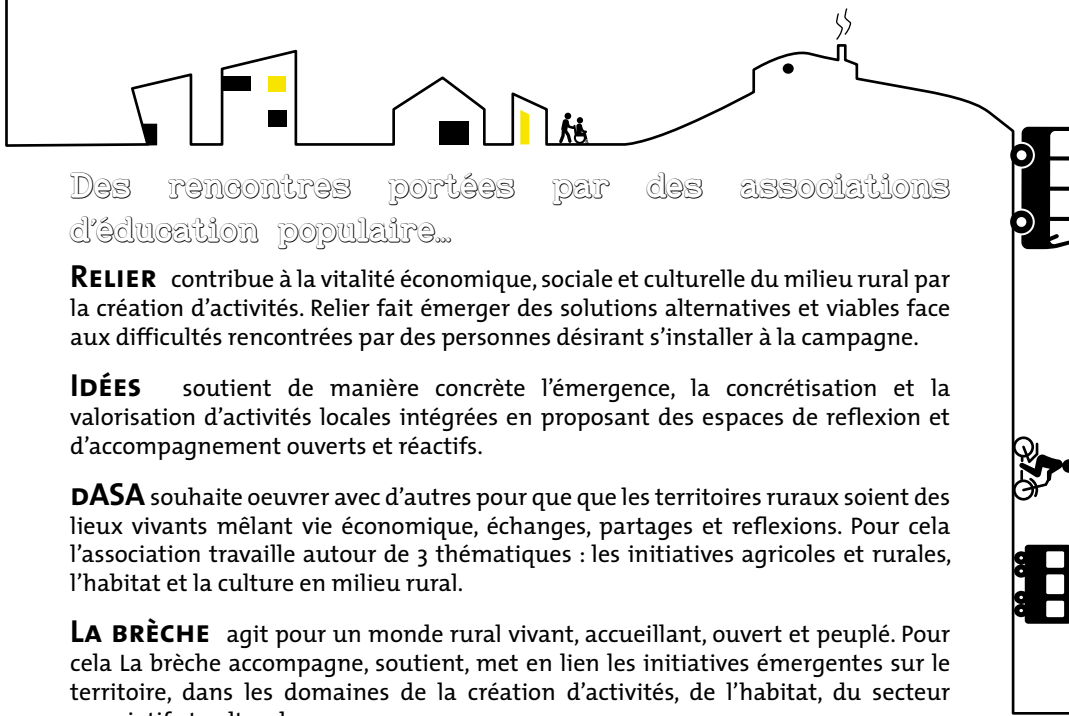 Des rencontres portées par des associations
d'éducation populaire...
RELIER contribue à la vitalité économique, sociale et culturelle du milieu rural par
la création d'activités. Relier fait émerger des solutions alternatives et viables face
aux difficultés rencontrées par des personnes désirant s'installer à la campagne.
IDÉES soutient de manière concrète l'émergence, la concrétisation et la
valorisation d'activités locales intégrées en proposant des espaces de reflexion et
d'accompagnement ouverts et réactifs.
DASA souhaite oeuvrer avec d'autres pour que que les territoires ruraux soient des
lieux vivants mêlant vie économique, échanges, partages et reflexions. Pour cela
l'association travaille autour de 3 thématiques : les initiatives agricoles et rurales,
l'habitat et la culture en milieu rural.
LA BRÈCHE agit pour un monde rural vivant, accueillant, ouvert et peuplé. Pour
cela La brèche accompagne, soutient, met en lien les initiatives émergentes sur le
territoire, dans les domaines de la création d'activités, de l'habitat, du secteur